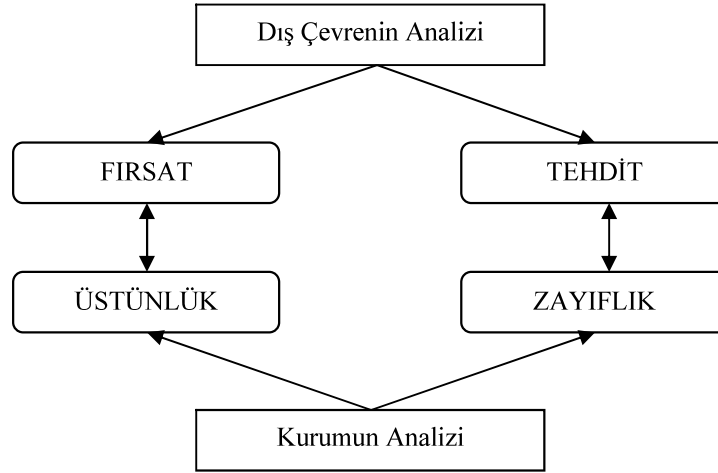 Dış Çevrenin Analizi
FIRSAT
TEHDİT
ÜSTÜNLÜK
ZAYIFLIK
Kurumun Analizi